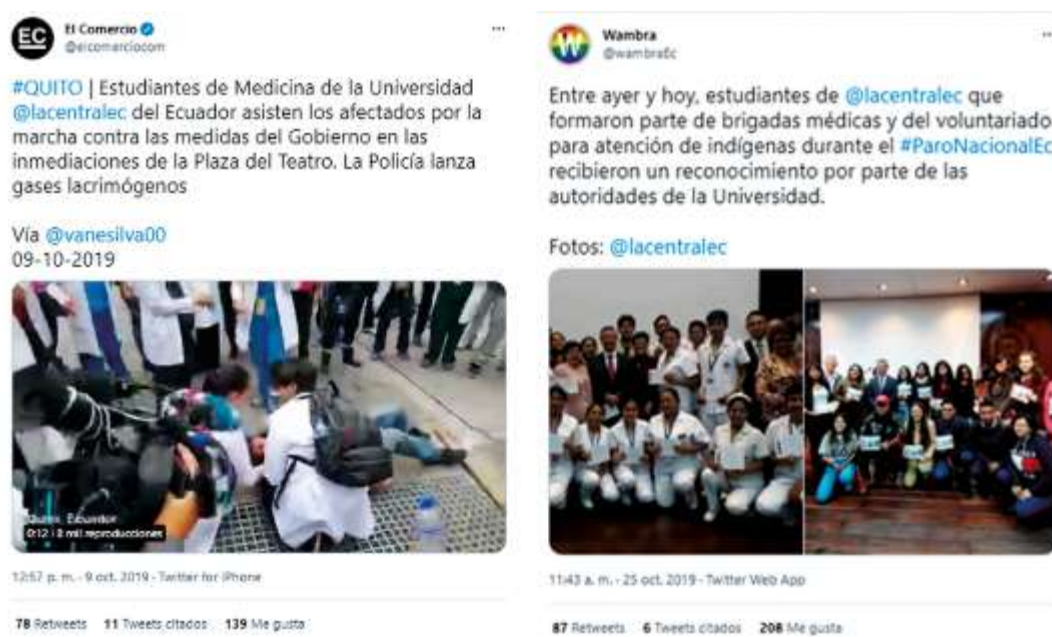 EC
El Comercio
@elcomerciocom
#QUITO | Estudiantes de Medicina de la Universidad
@lacentralec del Ecuador asisten los afectados por la
marcha contra las medidas del Gobierno en las
inmediaciones de la Plaza del Teatro. La Policía lanza
gases lacrimógenos
Vía @vanesilva00
09-10-2019
Quito, Ecuador
0:12 | 8 mil reproducciones
12:57 p. m. · 9 oct. 2019 · Twitter for iPhone
78 Retweets 11 Tweets citados 139 Me gusta
W
Wambra
@wambraEc
Entre ayer y hoy, estudiantes de @lacentralec que
formaron parte de brigadas médicas y del voluntariado
para atención de indígenas durante el #ParoNacionalEc
recibieron un reconocimiento por parte de las
autoridades de la Universidad.
Fotos: @lacentralec
11:43 a. m. · 25 oct. 2019 · Twitter Web App
87 Retweets 6 Tweets citados 208 Me gusta